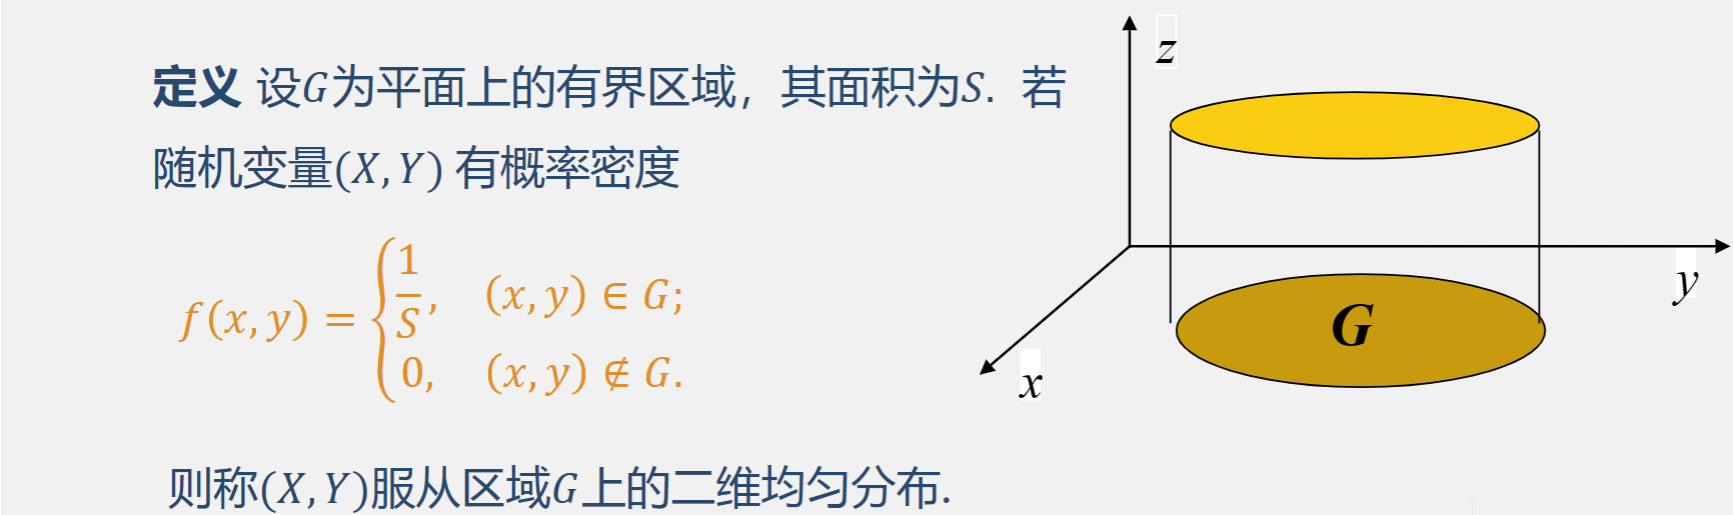 定义 设G为平面上的有界区域，其面积为S. 若
随机变量(X,Y) 有概率密度
f(x,y) = { 1/S, (x,y) ∈ G;
0, (x,y) ∉ G.
则称(X,Y)服从区域G上的二维均匀分布.
z
y
x
G